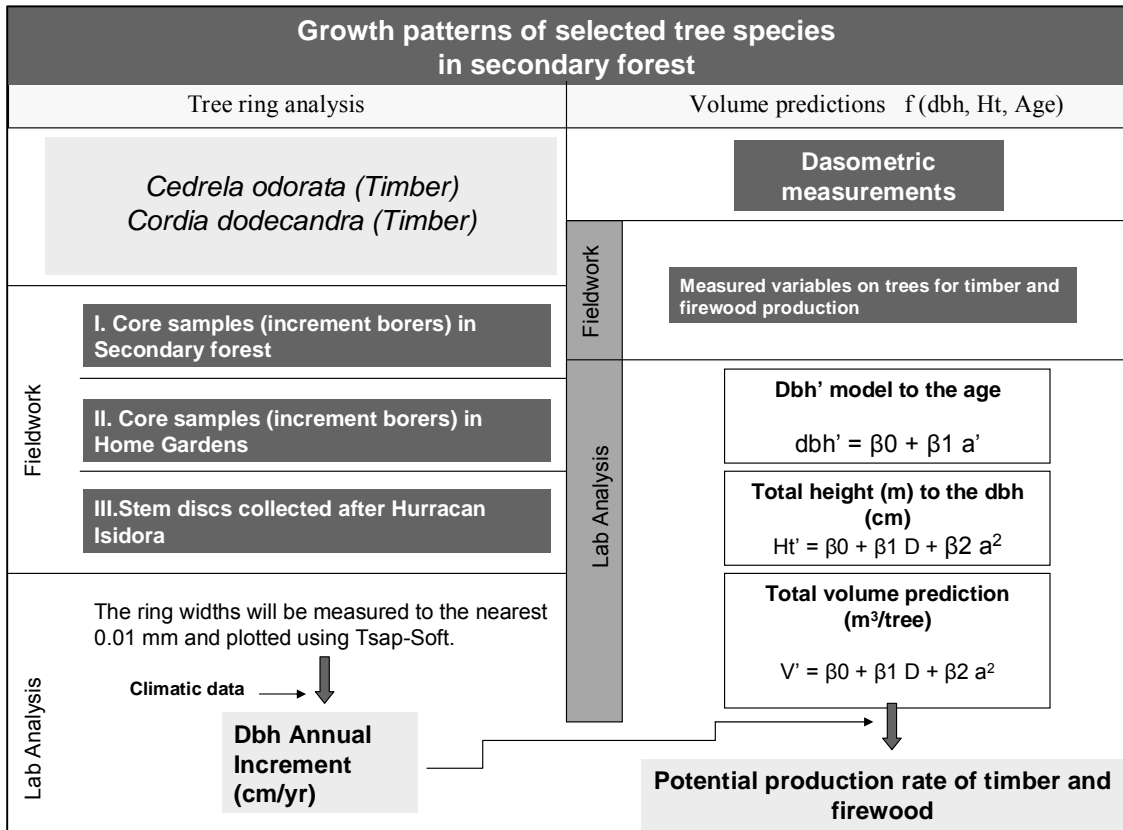 Growth patterns of selected tree species
in secondary forest
Tree ring analysis
Volume predictions f (dbh, Ht, Age)
Cedrela odorata (Timber)
Cordia dodecandra (Timber)
Fieldwork
I. Core samples (increment borers) in
Secondary forest
II. Core samples (increment borers) in
Home Gardens
III.Stem discs collected after Hurracan
Isidora
Lab Analysis
The ring widths will be measured to the nearest
0.01 mm and plotted using Tsap-Soft.
Climatic data
Dbh Annual
Increment
(cm/yr)
Dasometric
measurements
Fieldwork
Measured variables on trees for timber and
firewood production
Lab Analysis
Dbh’ model to the age
dbh’ = β0 + β1 a’
Total height (m) to the dbh
(cm)
Ht’ = β0 + β1 D + β2 a²
Total volume prediction
(m³/tree)
V’ = β0 + β1 D + β2 a²
Potential production rate of timber and
firewood